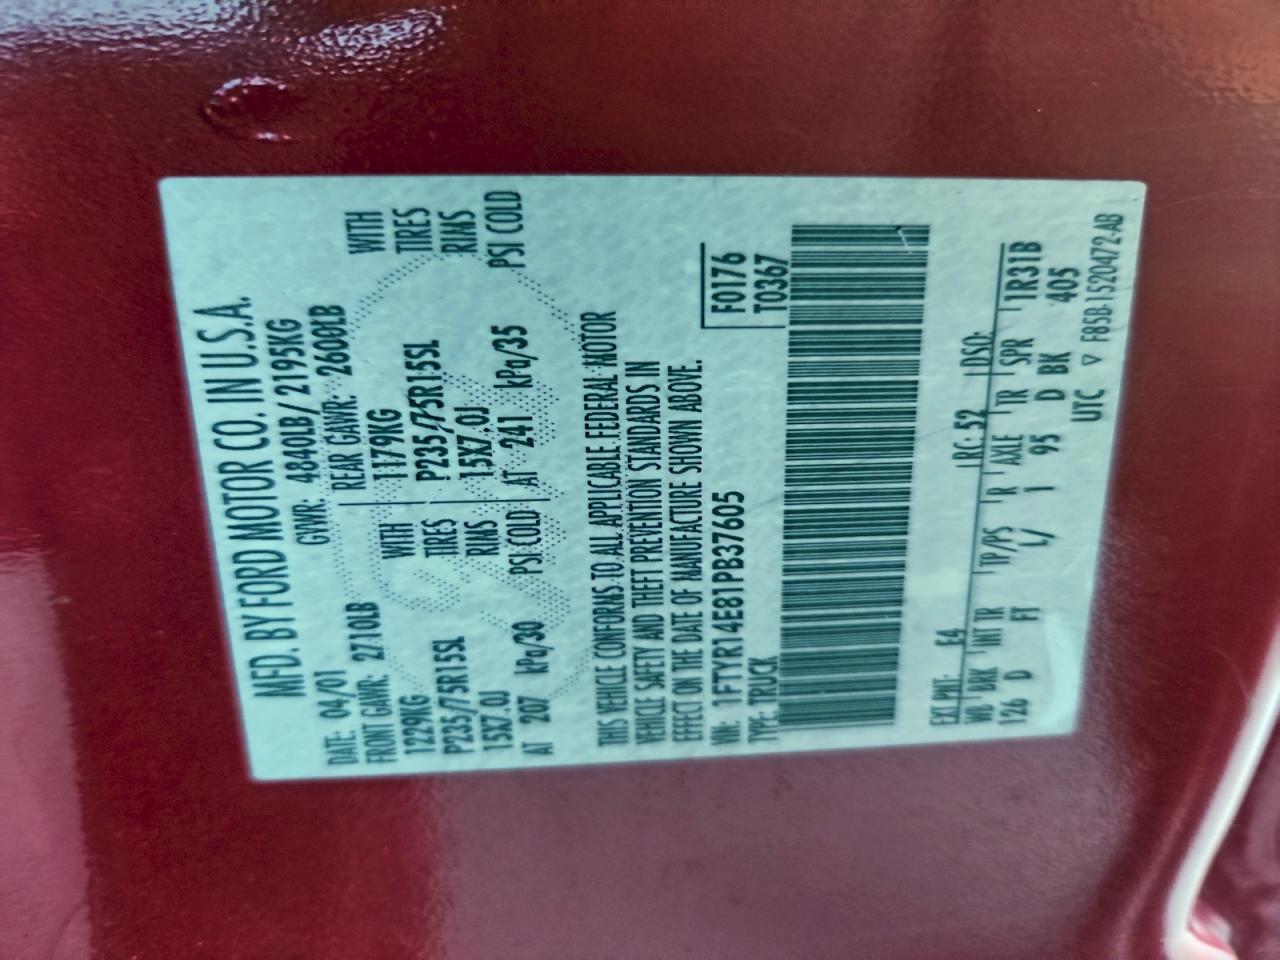 MFD. BY FORD MOTOR CO. IN U.S.A.
DATE: 04/01 GVWR: 4840LB/ 2195KG
FRONT GAWR: 2710LB REAR GAWR: 2600LB
1229KG WITH 1179KG WITH
P235/75R15SL TIRES P235/75R15SL TIRES
15X7.0J RIMS 15X7.0J RIMS
AT 207 kPa/30 PSI COLD AT 241 kPa/35 PSI COLD
THIS VEHICLE CONFORMS TO ALL APPLICABLE FEDERAL MOTOR
VEHICLE SAFETY AND THEFT PREVENTION STANDARDS IN
EFFECT ON THE DATE OF MANUFACTURE SHOWN ABOVE.
VIN: 1FTYR14E81PB37605 F0176
TYPE: TRUCK T0367
EXT PNT: E4 RC: 52 DSO:
WB BRK INT TR TP/PS R AXLE TR SPR 1R31B
126 D FT L/ 1 95 D BK 405
UTC ▽ F85B-1520472-AB